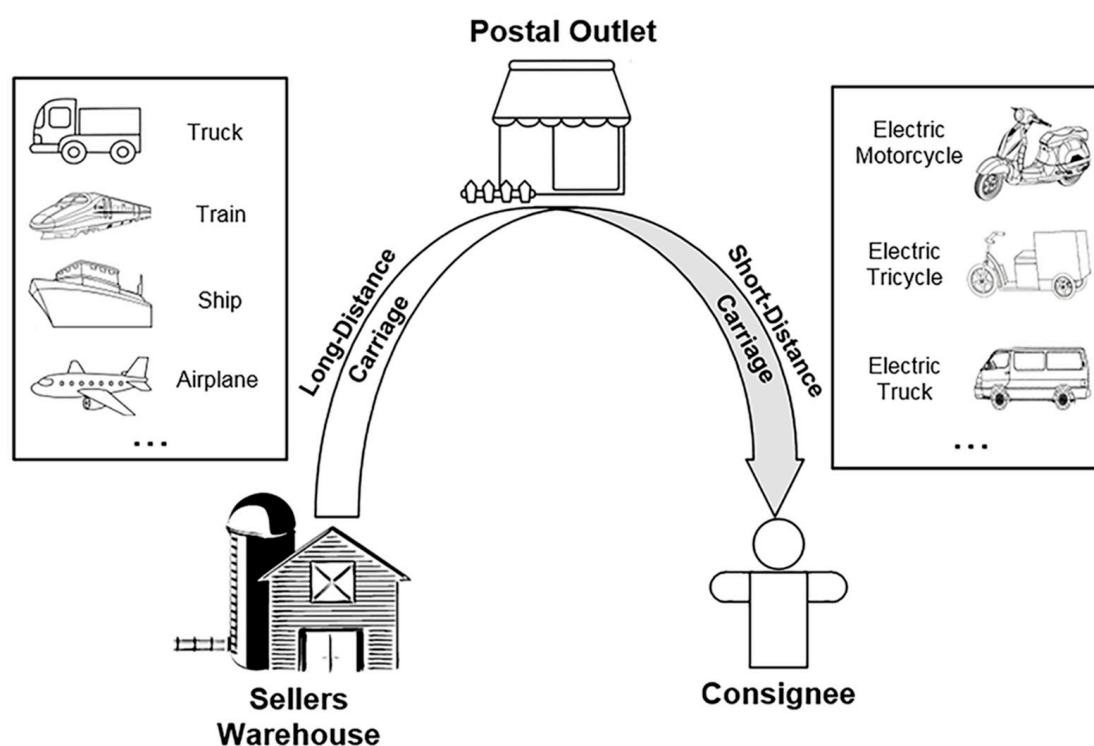 Postal Outlet
Truck
Train
Ship
Airplane
...
Long-Distance
Carriage
Short-Distance
Carriage
Electric
Motorcycle
Electric
Tricycle
Electric
Truck
...
Sellers
Warehouse
Consignee